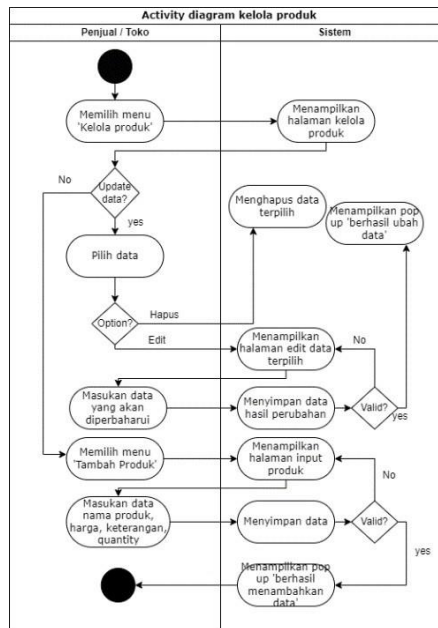 Activity diagram kelola produk
Penjual / Toko
Sistem
Memilih menu
'Kelola produk'
Menampilkan
halaman kelola
produk
No
Update
data?
yes
Menghapus data
terpilih
Menampilkan pop
up 'berhasil ubah
data'
Pilih data
Option?
Hapus
Edit
Menampilkan
halaman edit data
terpilih
No
Masukan data
yang akan
diperbaharui
Menyimpan data
hasil perubahan
Valid?
yes
Memilih menu
'Tambah Produk'
Menampilkan
halaman input
produk
No
Masukan data
nama produk,
harga, keterangan,
quantity
Menyimpan data
Valid?
yes
Menampilkan pop
up 'berhasil
menambahkan
data'